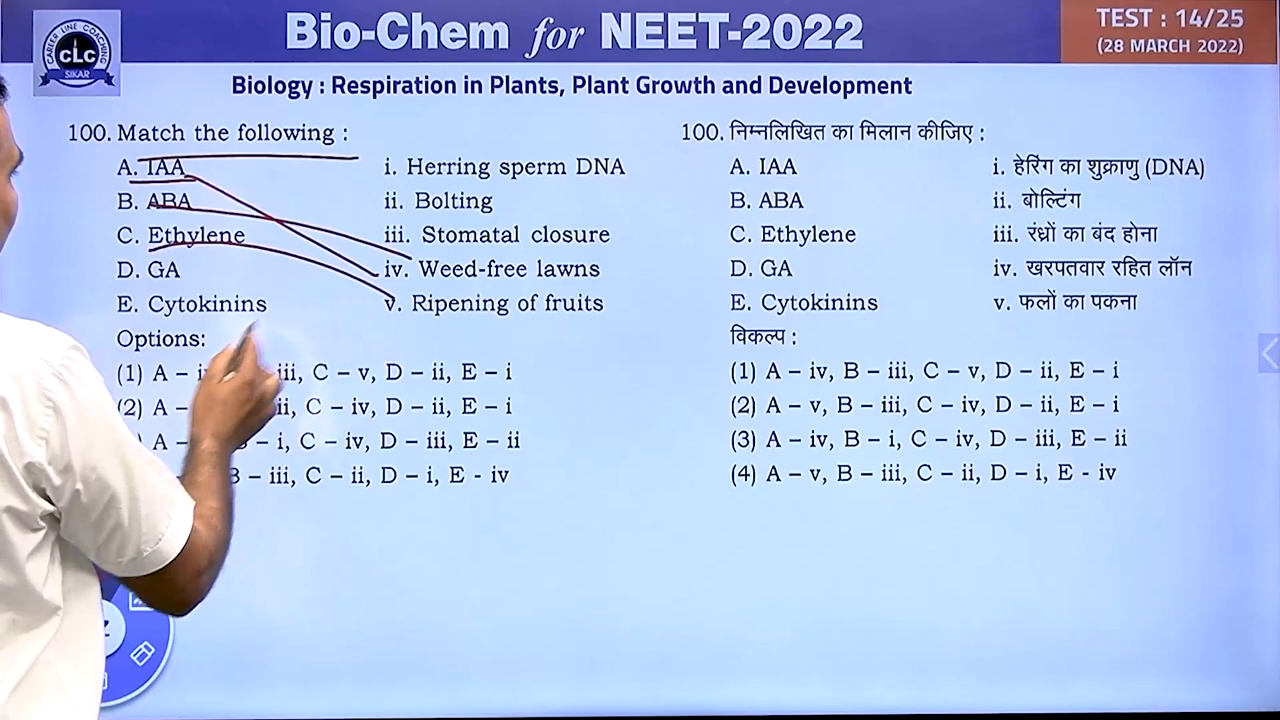 CAREER LINE COACHING
CLC
SIKAR
Bio-Chem for NEET-2022
TEST : 14/25
(28 MARCH 2022)
Biology : Respiration in Plants, Plant Growth and Development
100. Match the following :
A. IAA i. Herring sperm DNA
B. ABA ii. Bolting
C. Ethylene iii. Stomatal closure
D. GA iv. Weed-free lawns
E. Cytokinins v. Ripening of fruits
Options:
(1) A – iv iii, C – v, D – ii, E – i
(2) A – ii, C – iv, D – ii, E – i
A – – i, C – iv, D – iii, E – ii
B – iii, C – ii, D – i, E - iv
100. निम्नलिखित का मिलान कीजिए :
A. IAA i. हेरिंग का शुक्राणु (DNA)
B. ABA ii. बोल्टिंग
C. Ethylene iii. रंध्रों का बंद होना
D. GA iv. खरपतवार रहित लॉन
E. Cytokinins v. फलों का पकना
विकल्प :
(1) A – iv, B – iii, C – v, D – ii, E – i
(2) A – v, B – iii, C – iv, D – ii, E – i
(3) A – iv, B – i, C – iv, D – iii, E – ii
(4) A – v, B – iii, C – ii, D – i, E - iv